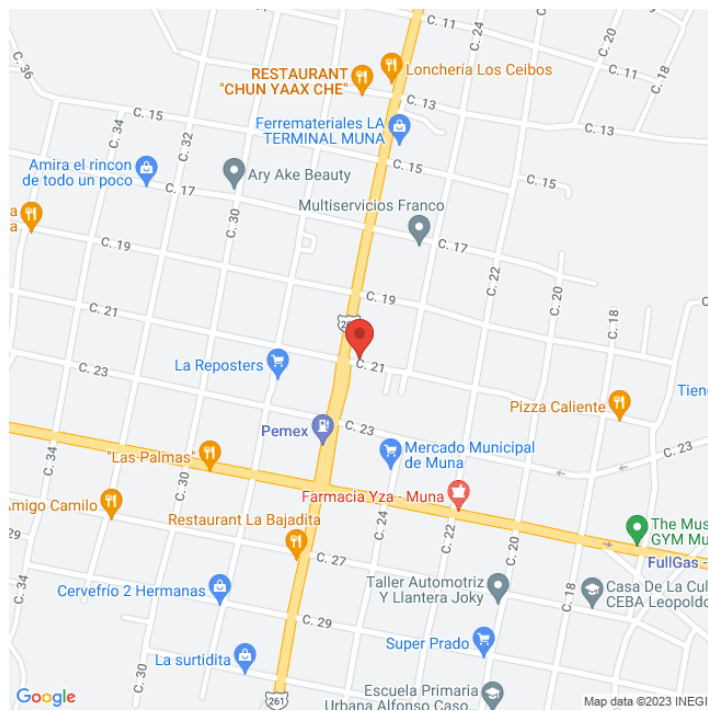 C. 36
C. 34
C. 32
C. 15
C. 24
C. 20
C. 18
C. 11
C. 11
RESTAURANT
"CHUN YAAX CHE"
Lonchería Los Ceibos
C. 13
C. 13
Ferremateriales LA
TERMINAL MUNA
C. 15
C. 15
Amira el rincon
de todo un poco
Ary Ake Beauty
C. 17
Multiservicios Franco
C. 17
a
a
C. 30
C. 19
C. 22
C. 20
C. 19
C. 18
C. 21
C. 21
La Reposters
C. 23
Pizza Caliente
Tiend
Pemex
C. 23
C. 23
Mercado Municipal
de Muna
"Las-Palmas"
C. 34
C. 30
Farmacia Yza - Muna
Amigo Camilo
Restaurant La Bajadita
C. 24
C. 22
C. 20
The Mus
GYM Mu
29
C. 27
FullGas -
C. 34
Cervefrío 2 Hermanas
C. 29
Taller Automotriz
Y Llantera Joky
C. 18
Casa De La Cul
CEBA Leopoldo
Super Prado
La surtidita
C. 30
261
Escuela Primaria
Urbana Alfonso Caso...
Google
Map data ©2023 INEGI